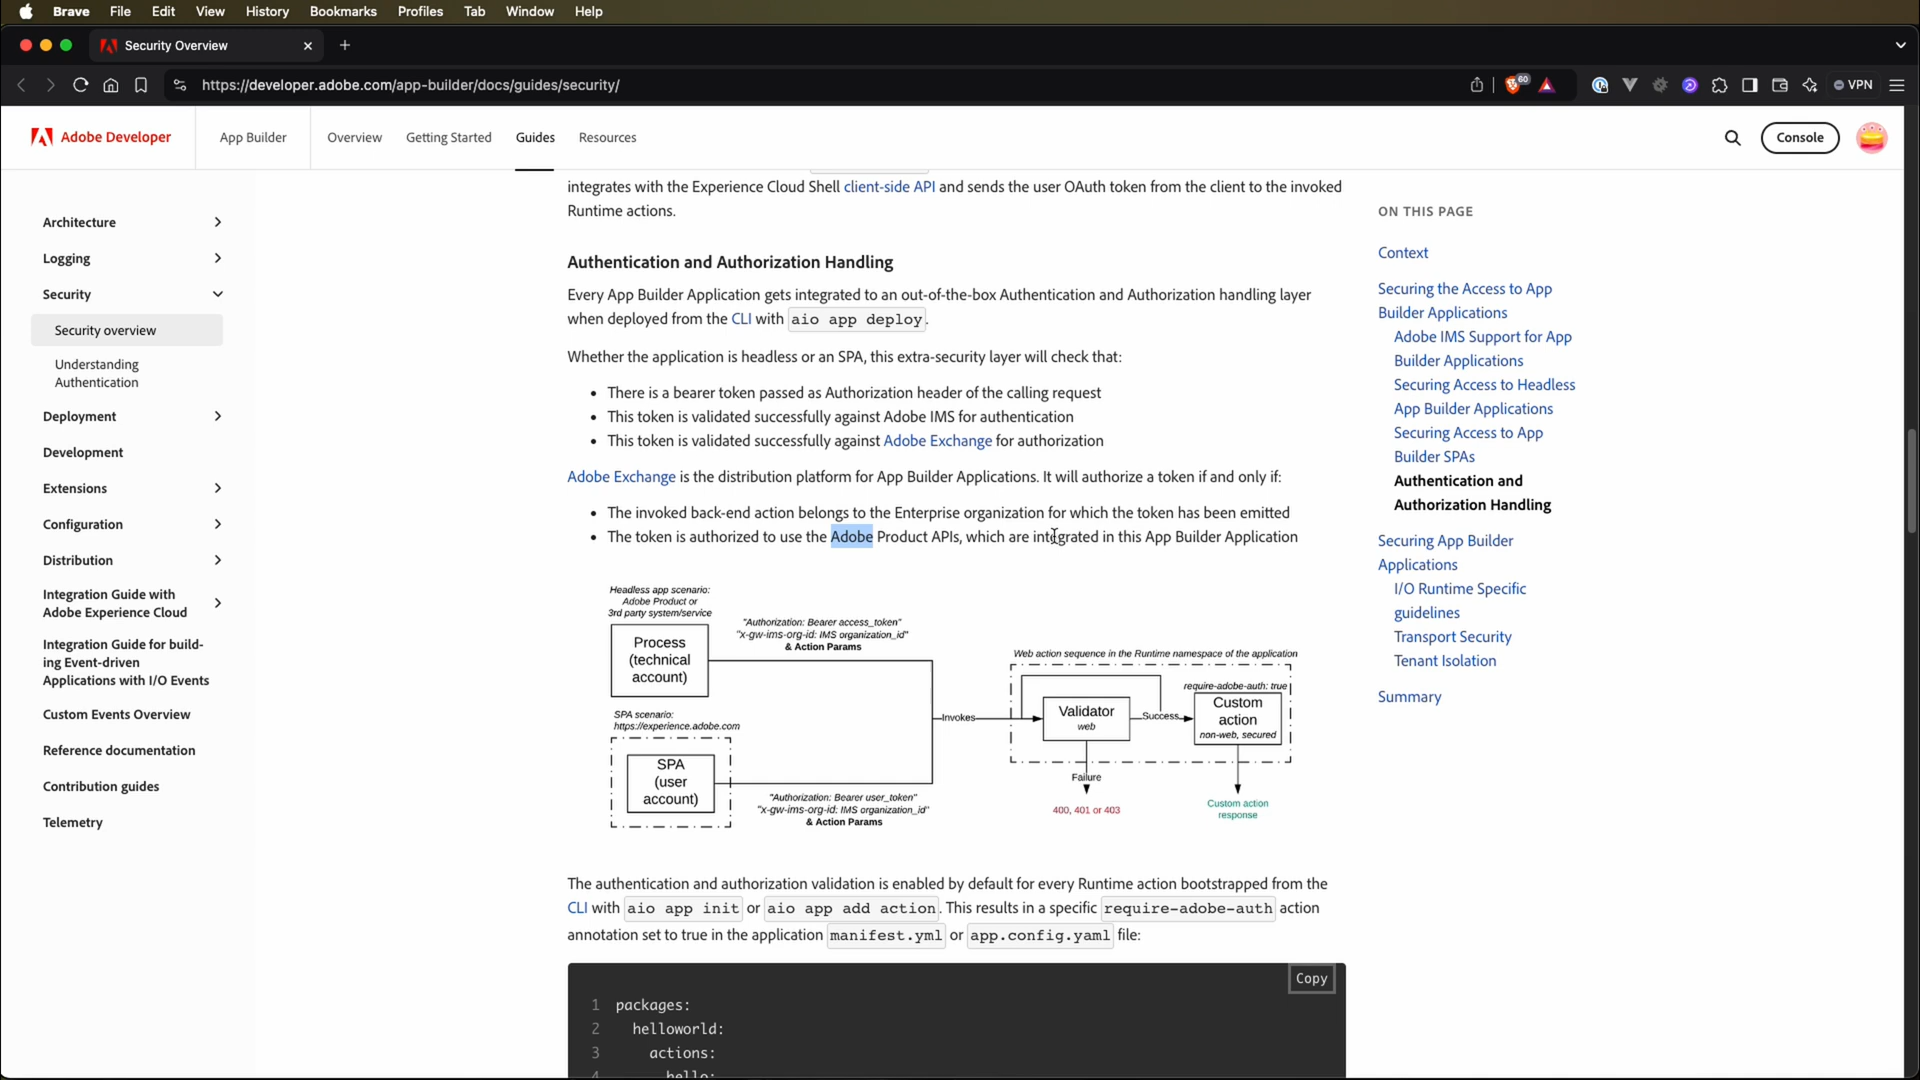 Brave File Edit View History Bookmarks Profiles Tab Window Help
Security Overview
https://developer.adobe.com/app-builder/docs/guides/security/
60
VPN
Adobe Developer
App Builder
Overview
Getting Started
Guides
Resources
Console
Architecture
Logging
Security
Security overview
Understanding
Authentication
Deployment
Development
Extensions
Configuration
Distribution
Integration Guide with
Adobe Experience Cloud
Integration Guide for build-
ing Event-driven
Applications with I/O Events
Custom Events Overview
Reference documentation
Contribution guides
Telemetry
integrates with the Experience Cloud Shell client-side API and sends the user OAuth token from the client to the invoked
Runtime actions.
Authentication and Authorization Handling
Every App Builder Application gets integrated to an out-of-the-box Authentication and Authorization handling layer
when deployed from the CLI with aio app deploy.
Whether the application is headless or an SPA, this extra-security layer will check that:
• There is a bearer token passed as Authorization header of the calling request
• This token is validated successfully against Adobe IMS for authentication
• This token is validated successfully against Adobe Exchange for authorization
Adobe Exchange is the distribution platform for App Builder Applications. It will authorize a token if and only if:
• The invoked back-end action belongs to the Enterprise organization for which the token has been emitted
• The token is authorized to use the Adobe Product APIs, which are integrated in this App Builder Application
Headless app scenario:
Adobe Product or
3rd party system/service
Process
(technical
account)
"Authorization: Bearer access_token"
"x-gw-ims-org-id: IMS organization_id"
& Action Params
SPA scenario:
https://experience.adobe.com
SPA
(user
account)
"Authorization: Bearer user_token"
"x-gw-ims-org-id: IMS organization_id"
& Action Params
Invokes
Web action sequence in the Runtime namespace of the application
Validator
web
Success
require-adobe-auth: true
Custom
action
non-web, secured
Failure
400, 401 or 403
Custom action
response
The authentication and authorization validation is enabled by default for every Runtime action bootstrapped from the
CLI with aio app init or aio app add action. This results in a specific require-adobe-auth action
annotation set to true in the application manifest.yml or app.config.yaml file:
Copy
1 packages:
2 helloworld:
3 actions:
4 hello:
ON THIS PAGE
Context
Securing the Access to App
Builder Applications
Adobe IMS Support for App
Builder Applications
Securing Access to Headless
App Builder Applications
Securing Access to App
Builder SPAs
Authentication and
Authorization Handling
Securing App Builder
Applications
I/O Runtime Specific
guidelines
Transport Security
Tenant Isolation
Summary